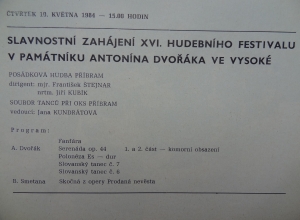 ČTVRTEK 15. KVĚTNA 1984 — 15.00 HODIN
SLAVNOSTNÍ ZAHÁJENÍ XVI. HUDEBNÍHO FESTIVALU
V PAMÁTNÍKU ANTONÍNA DVOŘÁKA VE VYSOKÉ
POSÁDKOVÁ HUDBA PŘÍBRAM
dirigent: mjr. František ŠTEJNAR
nrtm. Jiří KUBÍK
SOUBOR TANCŮ PŘI OKS PŘÍBRAM
vedoucí: Jana KUNDRÁTOVÁ
Program:
Fanfára
A. Dvořák Serenáda op. 44 1. a 2. část — komorní obsazení
Polonéza Es — dur
Slovanský tanec č. 7
Slovanský tanec č. 8
B. Smetana Skočná z opery Prodaná nevěsta